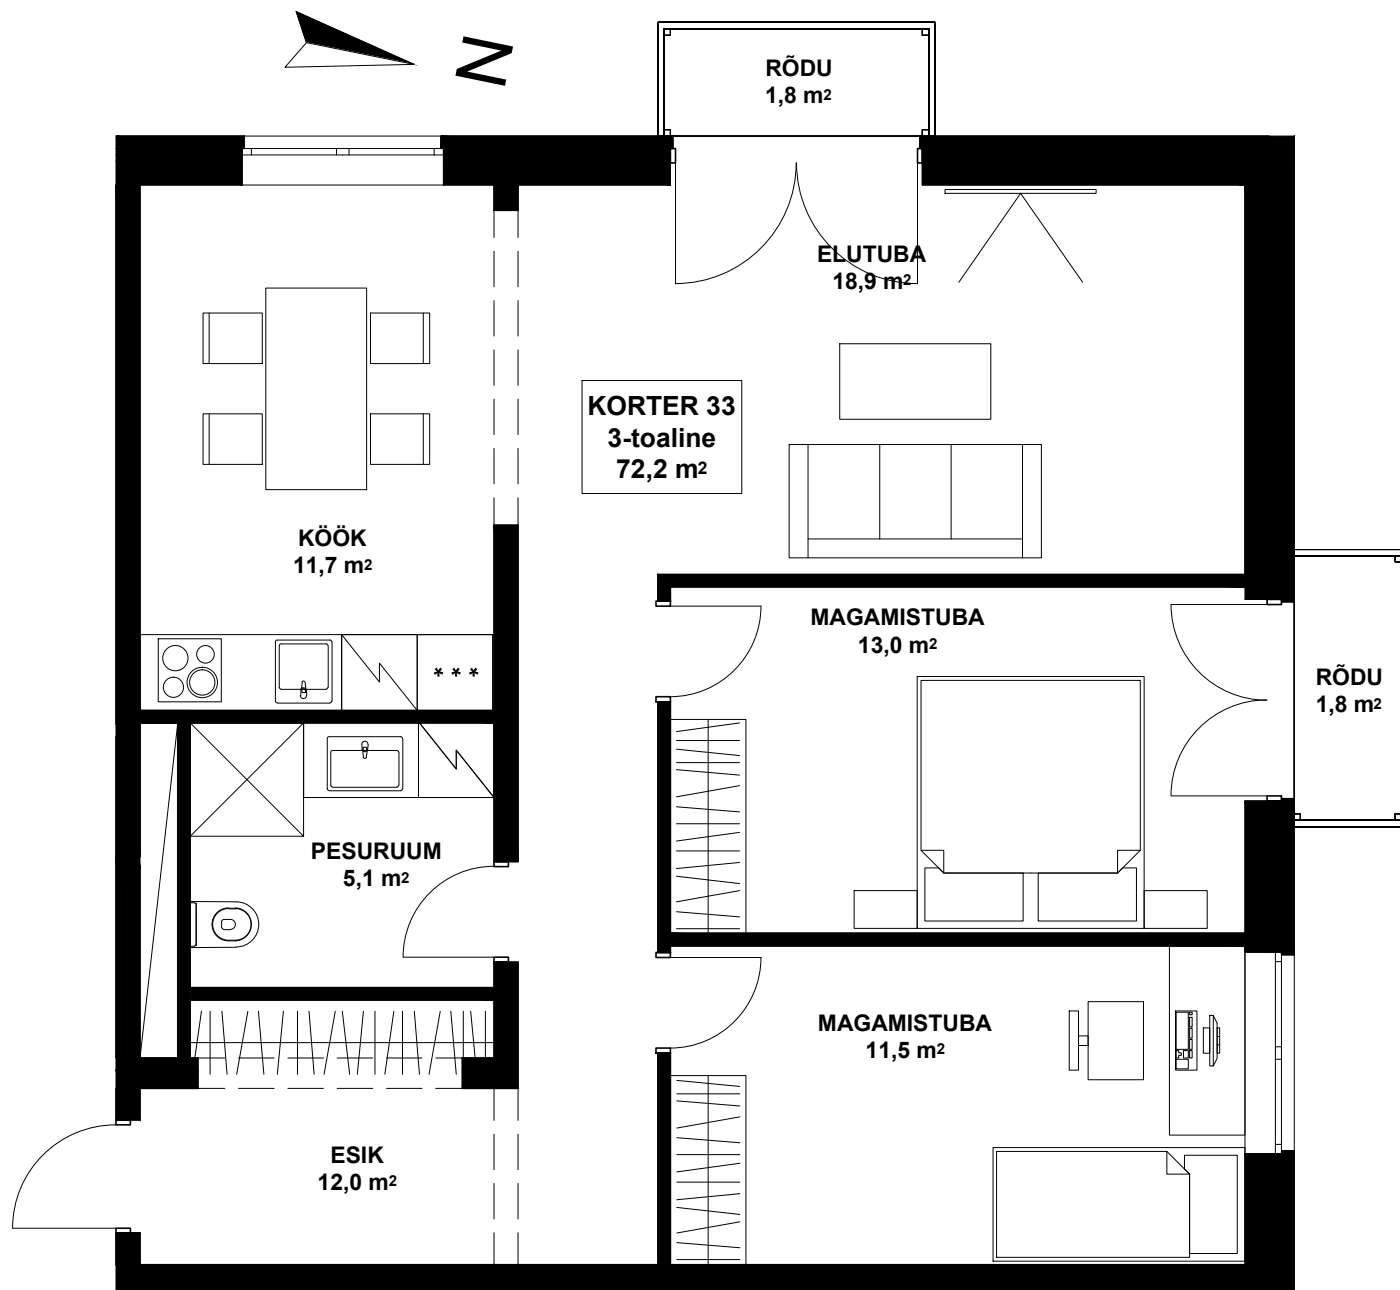 N
RÕDU
1,8 m²
ELUTUBA
18,9 m²
KORTER 33
3-toaline
72,2 m²
KÖÖK
11,7 m²
* * *
MAGAMISTUBA
13,0 m²
RÕDU
1,8 m²
PESURUUM
5,1 m²
MAGAMISTUBA
11,5 m²
ESIK
12,0 m²